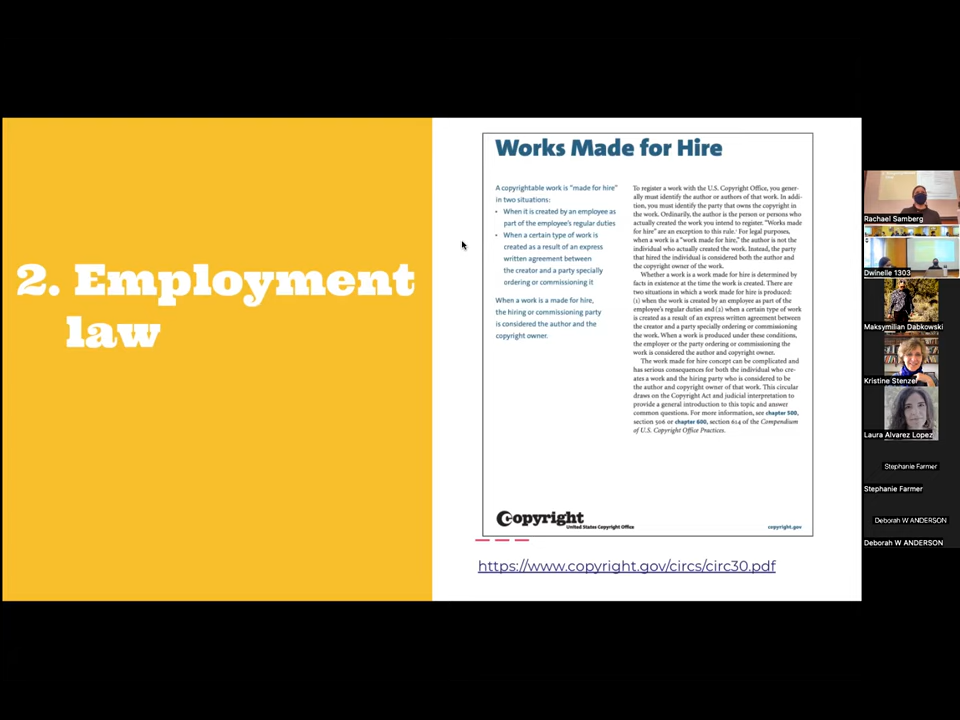 2. Employment
law
Works Made for Hire
A copyrightable work is "made for hire"
in two situations:
• When it is created by an employee as
part of the employee's regular duties
• When a certain type of work is
created as a result of an express
written agreement between
the creator and a party specially
ordering or commissioning it
When a work is made for hire,
the hiring or commissioning party
is considered the author and the
copyright owner.
To register a work with the U.S. Copyright Office, you gener-
ally must identify the author or authors of that work. In addi-
tion, you must identify the party that owns the copyright in
the work. Ordinarily, the author is the person or persons who
actually created the work you intend to register. "Works made
for hire" are an exception to this rule. For legal purposes,
when a work is a "work made for hire," the author is not the
individual who actually created the work. Instead, the party
that hired the individual is considered both the author and
the copyright owner of the work.
Whether a work is made for hire is determined by
facts in existence at the time the work is created. There are
two situations in which a work made for hire is produced:
(1) when the work is created by an employee as part of the
employee's regular duties and (2) when a certain type of work
is created as a result of an express written agreement between
the creator and a party specially ordering or commissioning
the work. When a work is produced under these conditions,
the employer or the party ordering or commissioning the
work is considered the author and copyright owner.
The work made for hire concept can be complicated and
has serious consequences for both the individual who cre-
ates a work and the hiring party who is considered to be
the author and copyright owner of that work. This circular
draws on the Copyright Act and judicial interpretation to
provide a general introduction to this topic and answer
common questions. For more information, see chapter 500,
section 506 or chapter 600, section 614 of the Compendium
of U.S. Copyright Office Practices.
Copyright
United States Copyright Office
copyright.gov
https://www.copyright.gov/circs/circ30.pdf
Rachael Samberg
Dwinelle 1303
Maksymilian Dabkowski
Kristine Stenzel
Laura Alvarez Lopez
Stephanie Farmer
Stephanie Farmer
Deborah W ANDERSON
Deborah W ANDERSON